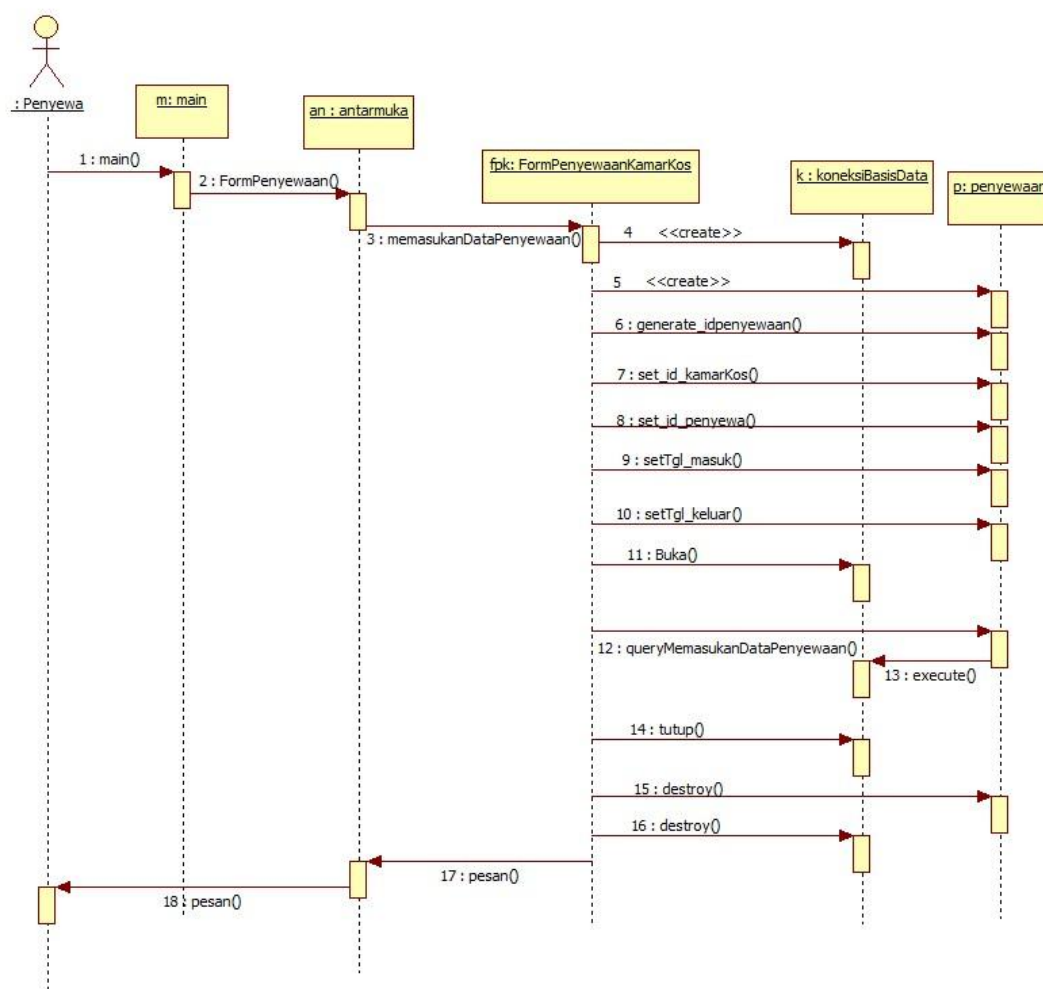 : Penyewa
m: main
an : antarmuka
fpk: FormPenyewaanKamarKos
k : koneksiBasisData
p: penyewaan
1 : main()
2 : FormPenyewaan()
3 : memasukanDataPenyewaan()
4 <<create>>
5 <<create>>
6 : generate_idpenyewaan()
7 : set_id_kamarKos()
8 : set_id_penyewa()
9 : setTgl_masuk()
10 : setTgl_keluar()
11 : Buka()
12 : queryMemasukanDataPenyewaan()
13 : execute()
14 : tutup()
15 : destroy()
16 : destroy()
17 : pesan()
18 : pesan()